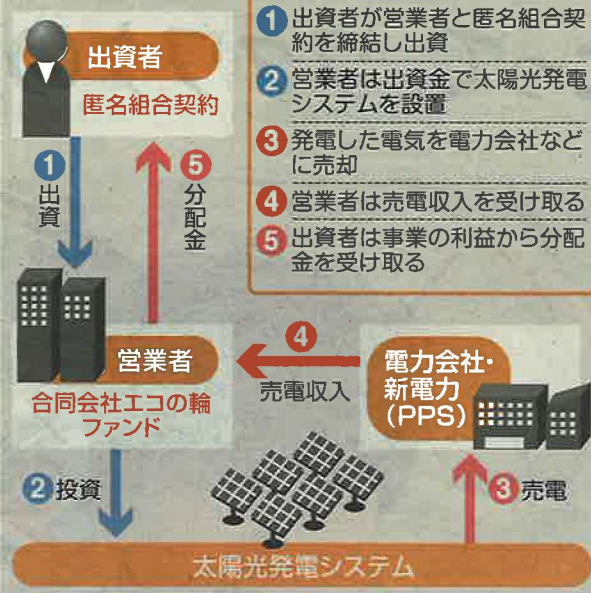 出資者
匿名組合契約
1
出資
5
分配金
1 出資者が営業者と匿名組合契
約を締結し出資
2 営業者は出資金で太陽光発電
システムを設置
3 発電した電気を電力会社など
に売却
4 営業者は売電収入を受け取る
5 出資者は事業の利益から分配
金を受け取る
営業者
合同会社エコの輪
ファンド
4
売電収入
電力会社・
新電力
(PPS)
2 投資
3 売電
太陽光発電システム